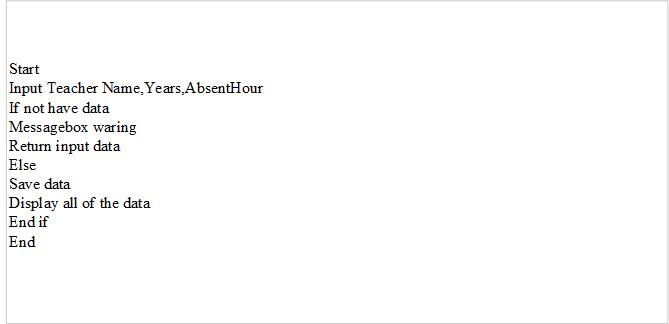 Start
Input Teacher Name,Years,AbsentHour
If not have data
Messagebox waring
Return input data
Else
Save data
Display all of the data
End if
End